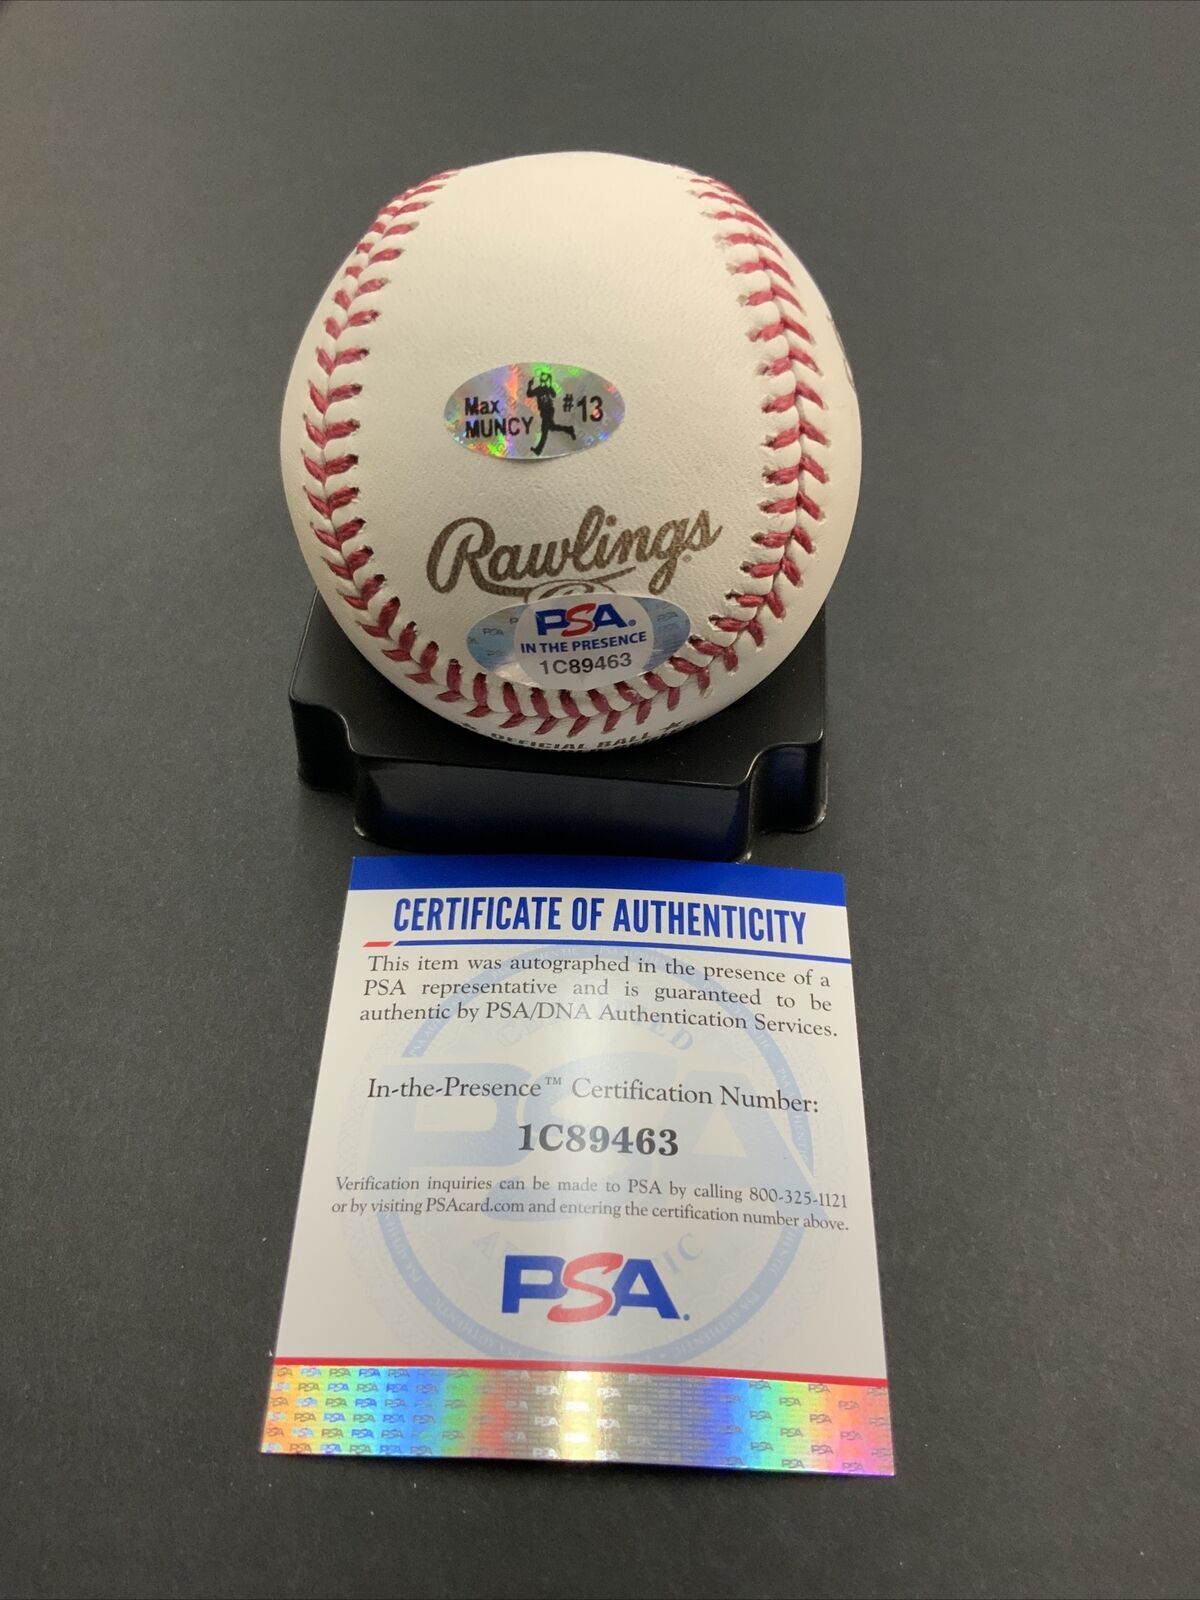 Max #13
MUNCY
Rawlings
PSA
IN THE PRESENCE
1C89463
OFFICIAL BALL
CERTIFICATE OF AUTHENTICITY
This item was autographed in the presence of a
PSA representative and is guaranteed to be
authentic by PSA/DNA Authentication Services.
In-the-Presence™ Certification Number:
1C89463
Verification inquiries can be made to PSA by calling 800-325-1121
or by visiting PSAcard.com and entering the certification number above.
PSA